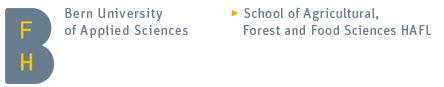 F
H
Bern University
of Applied Sciences
▸ School of Agricultural,
Forest and Food Sciences HAFL